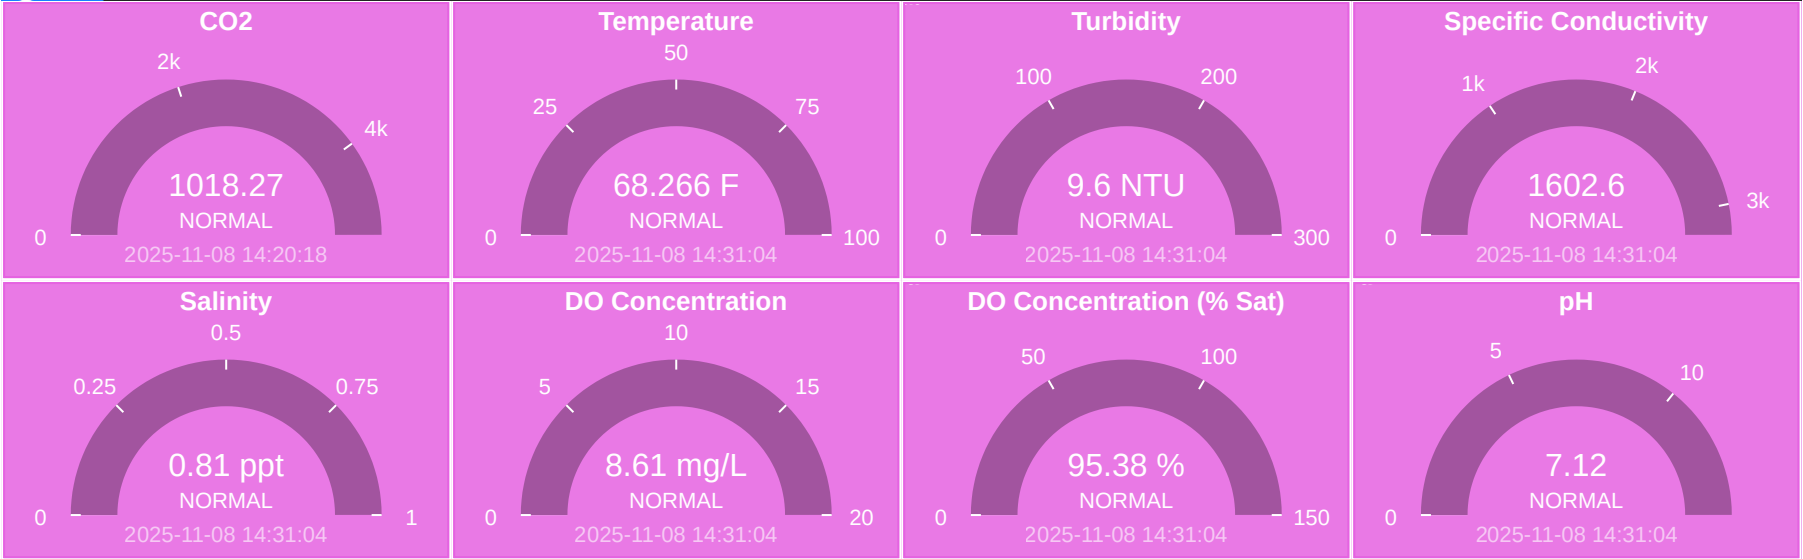 CO2
2k
4k
0
1018.27
NORMAL
2025-11-08 14:20:18
Temperature
50
25
75
0
100
68.266 F
NORMAL
2025-11-08 14:31:04
Turbidity
100
200
0
300
9.6 NTU
NORMAL
2025-11-08 14:31:04
Specific Conductivity
1k
2k
3k
0
1602.6
NORMAL
2025-11-08 14:31:04
Salinity
0.5
0.25
0.75
0
1
0.81 ppt
NORMAL
2025-11-08 14:31:04
DO Concentration
10
5
15
0
20
8.61 mg/L
NORMAL
2025-11-08 14:31:04
DO Concentration (% Sat)
50
100
0
150
95.38 %
NORMAL
2025-11-08 14:31:04
pH
5
10
0
7.12
NORMAL
2025-11-08 14:31:04